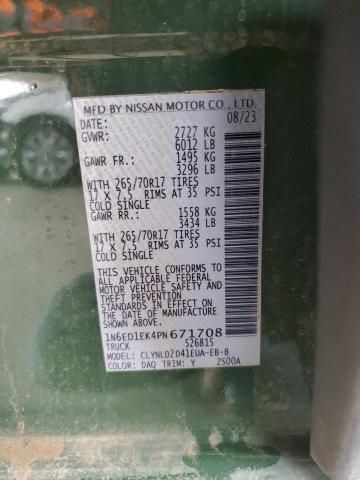 MFD BY NISSAN MOTOR CO., LTD.
DATE: 08/23
GVWR: 2727 KG
6012 LB
GAWR FR.: 1495 KG
3296 LB
WITH 265/70R17 TIRES
17 X 7.5 RIMS AT 35 PSI
COLD SINGLE
GAWR RR.: 1558 KG
3434 LB
WITH 265/70R17 TIRES
17 X 7.5 RIMS AT 35 PSI
COLD SINGLE
THIS VEHICLE CONFORMS TO
ALL APPLICABLE FEDERAL
MOTOR VEHICLE SAFETY AND
THEFT PREVENTION
STANDARDS IN EFFECT ON
THE DATE OF MANUFACTURE
SHOWN ABOVE.
1N6ED1EK4PN671708
TRUCK 526815
MODEL: CLYNLD2D41EUA-EB-B
COLOR: DAQ TRIM: Y ZS00A